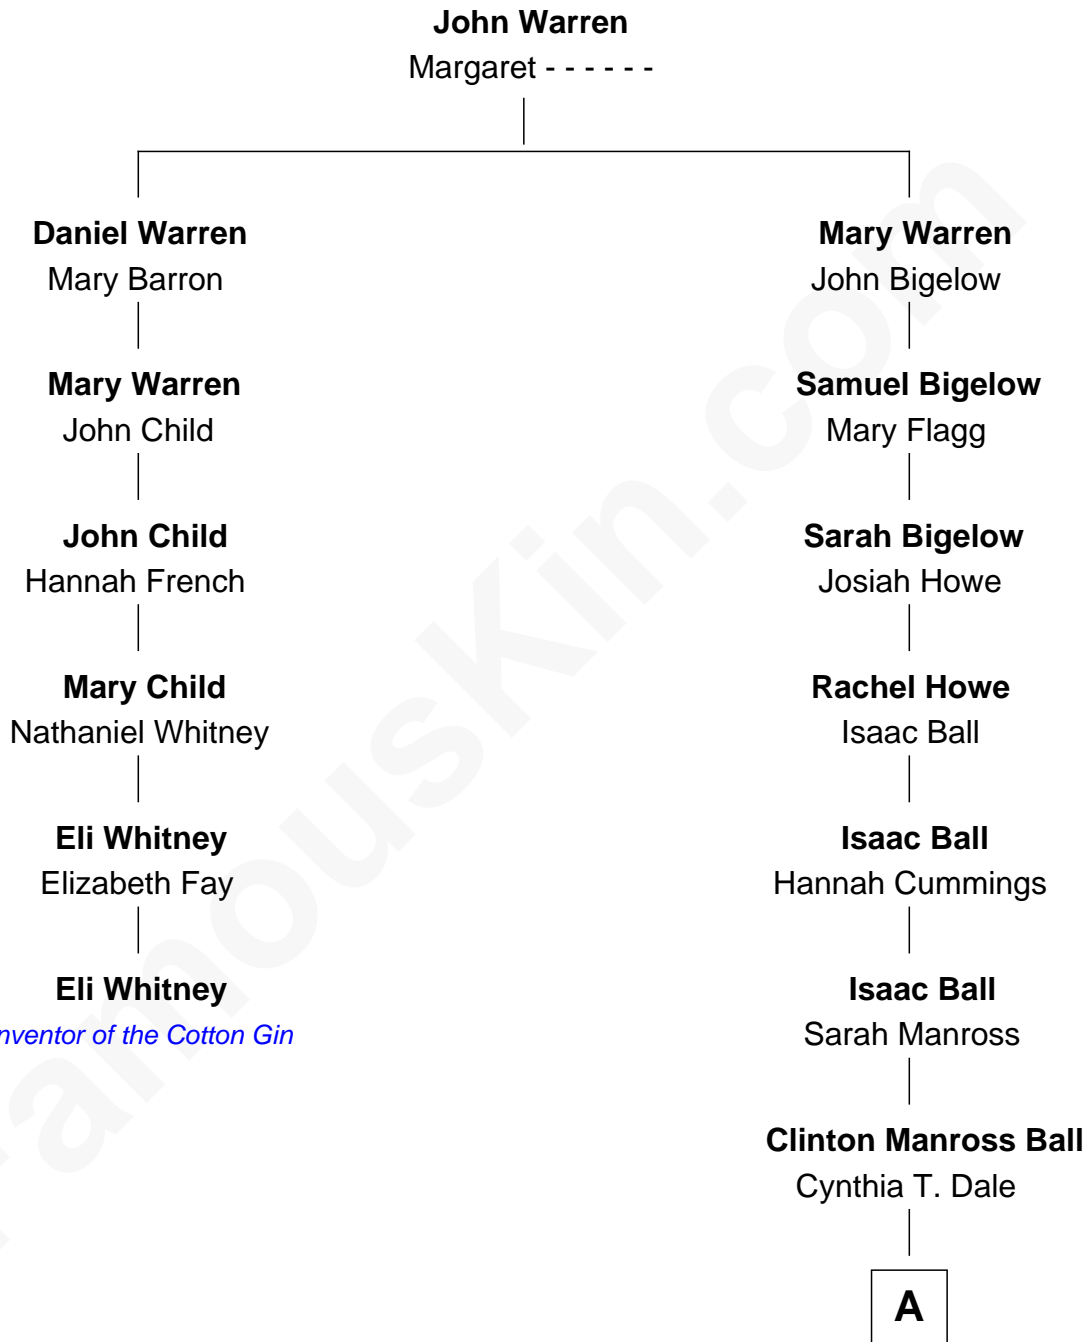 John Warren
Margaret - - - - - -
Daniel Warren
Mary Barron
Mary Warren
John Child
John Child
Hannah French
Mary Child
Nathaniel Whitney
Eli Whitney
Elizabeth Fay
Eli Whitney
nventor of the Cotton Gin
Mary Warren
John Bigelow
Samuel Bigelow
Mary Flagg
Sarah Bigelow
Josiah Howe
Rachel Howe
Isaac Ball
Isaac Ball
Hannah Cummings
Isaac Ball
Sarah Manross
Clinton Manross Ball
Cynthia T. Dale
A
FamousKin.com